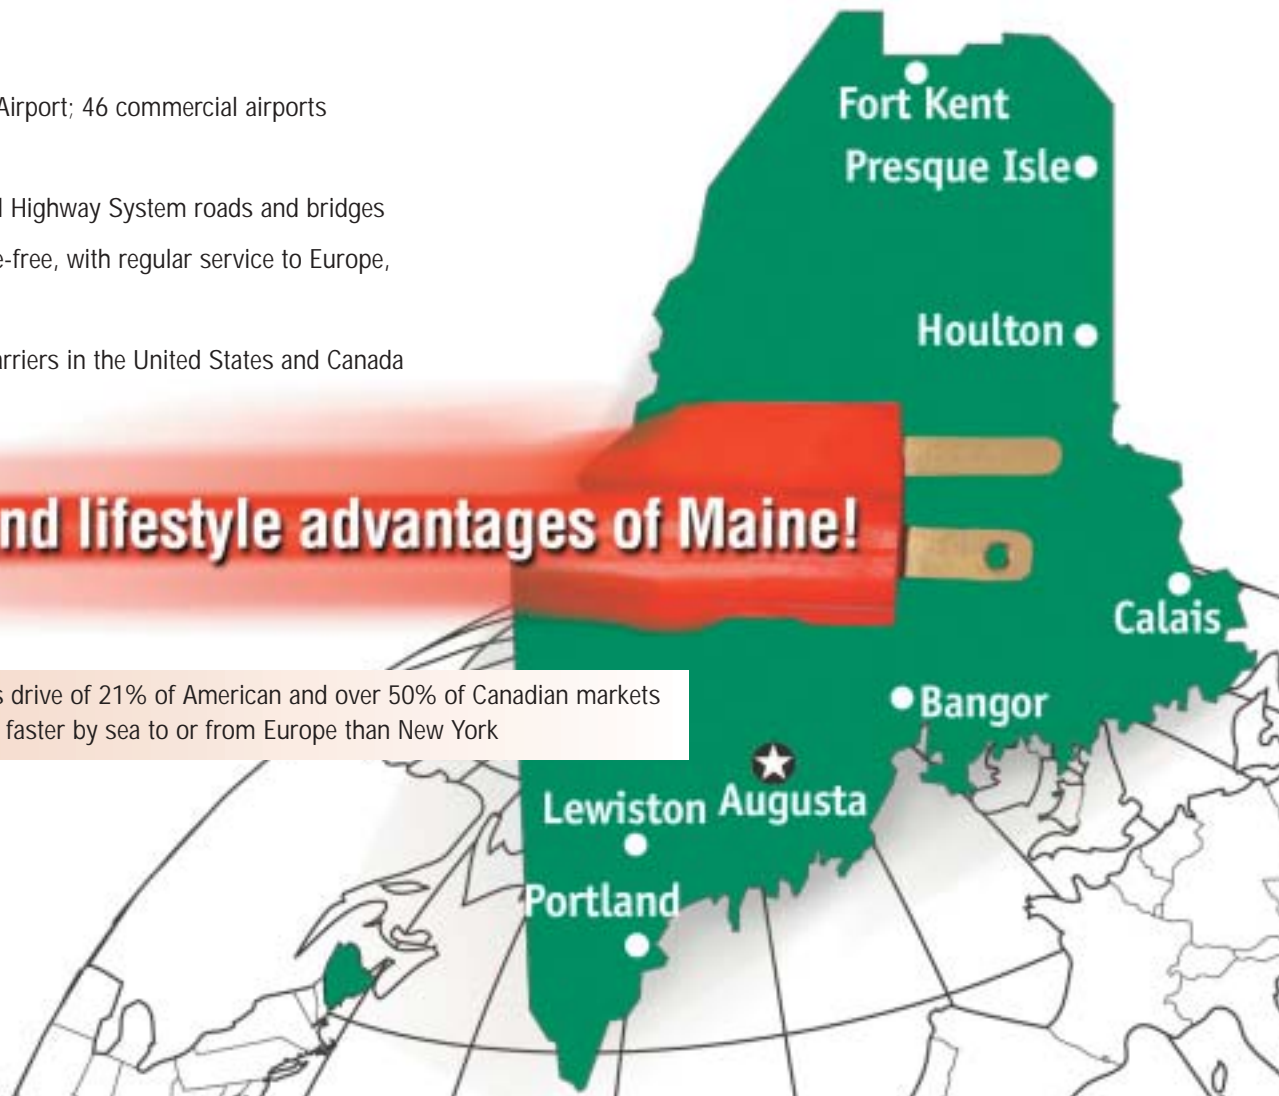 Airport; 46 commercial airports
Highway System roads and bridges
-free, with regular service to Europe,
arriers in the United States and Canada
nd lifestyle advantages of Maine!
s drive of 21% of American and over 50% of Canadian markets
faster by sea to or from Europe than New York
Fort Kent
Presque Isle
Houlton
Calais
Bangor
Augusta
Lewiston
Portland